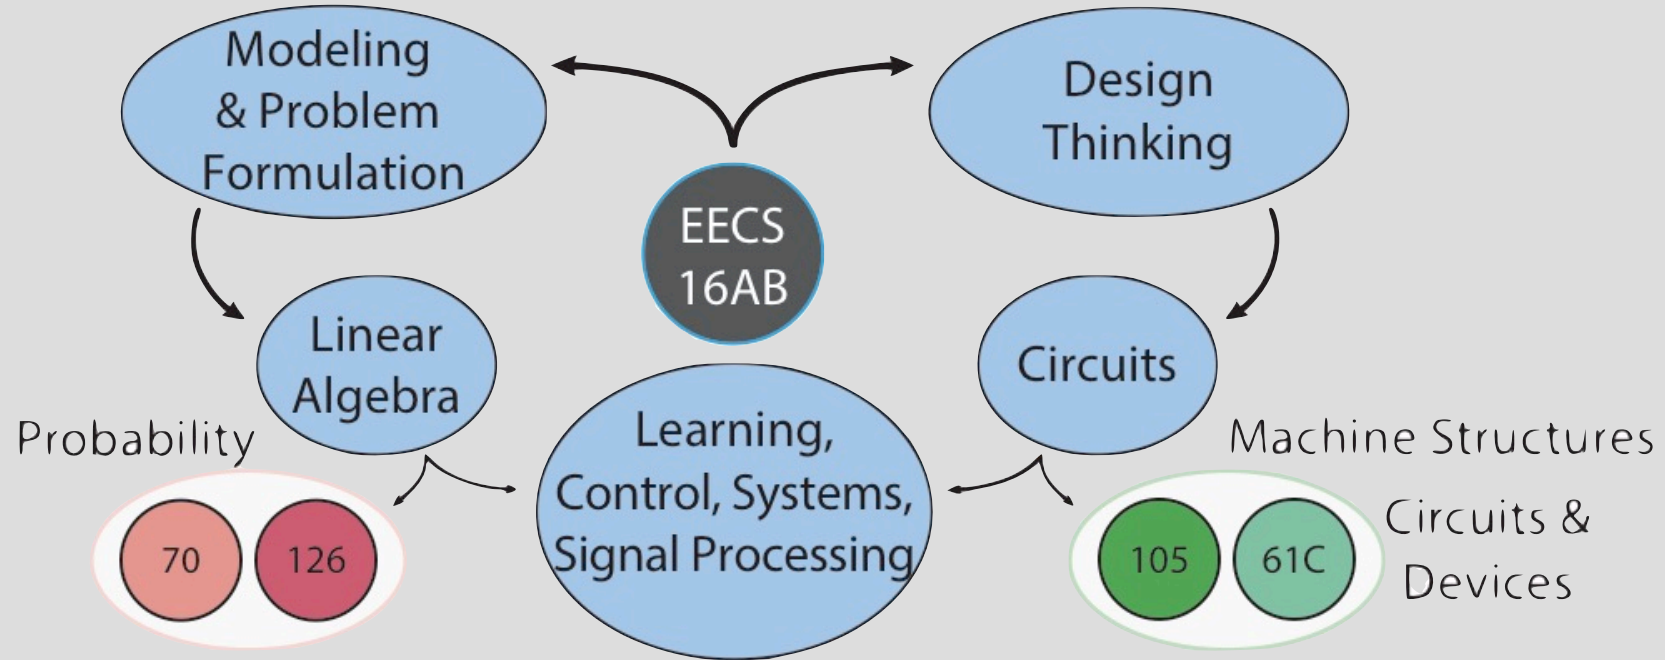 Modeling
& Problem
Formulation
Design
Thinking
EECS
16AB
Linear
Algebra
Circuits
Learning,
Control, Systems,
Signal Processing
Probability
70
126
Machine Structures
105
61C
Circuits &
Devices